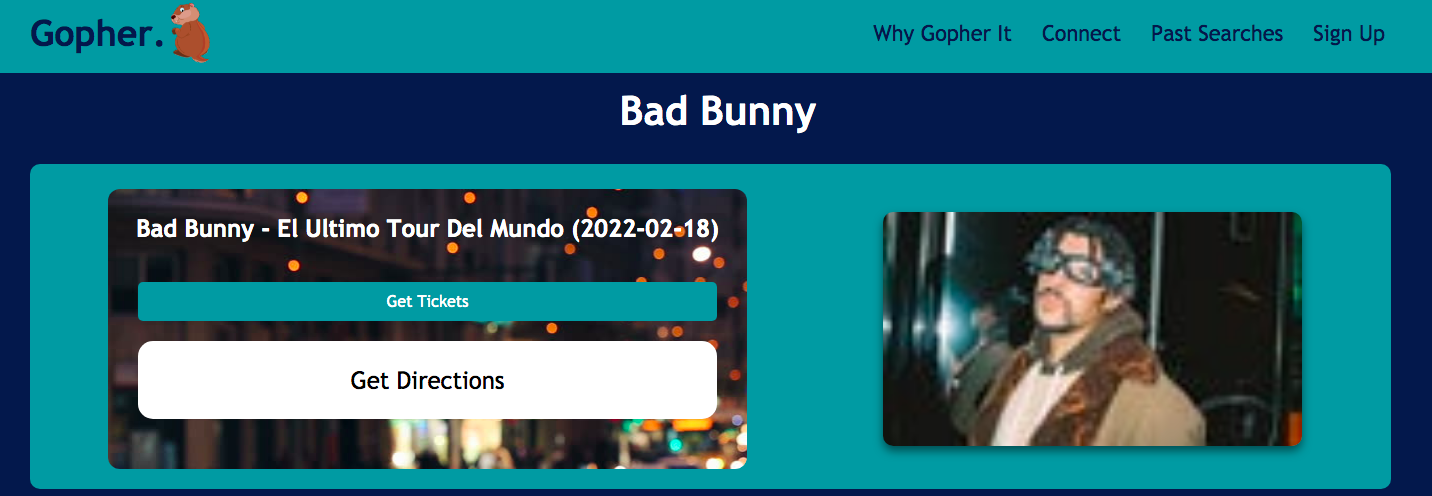 Gopher.
Why Gopher It Connect Past Searches Sign Up
Bad Bunny
Bad Bunny - El Ultimo Tour Del Mundo (2022-02-18)
Get Tickets
Get Directions